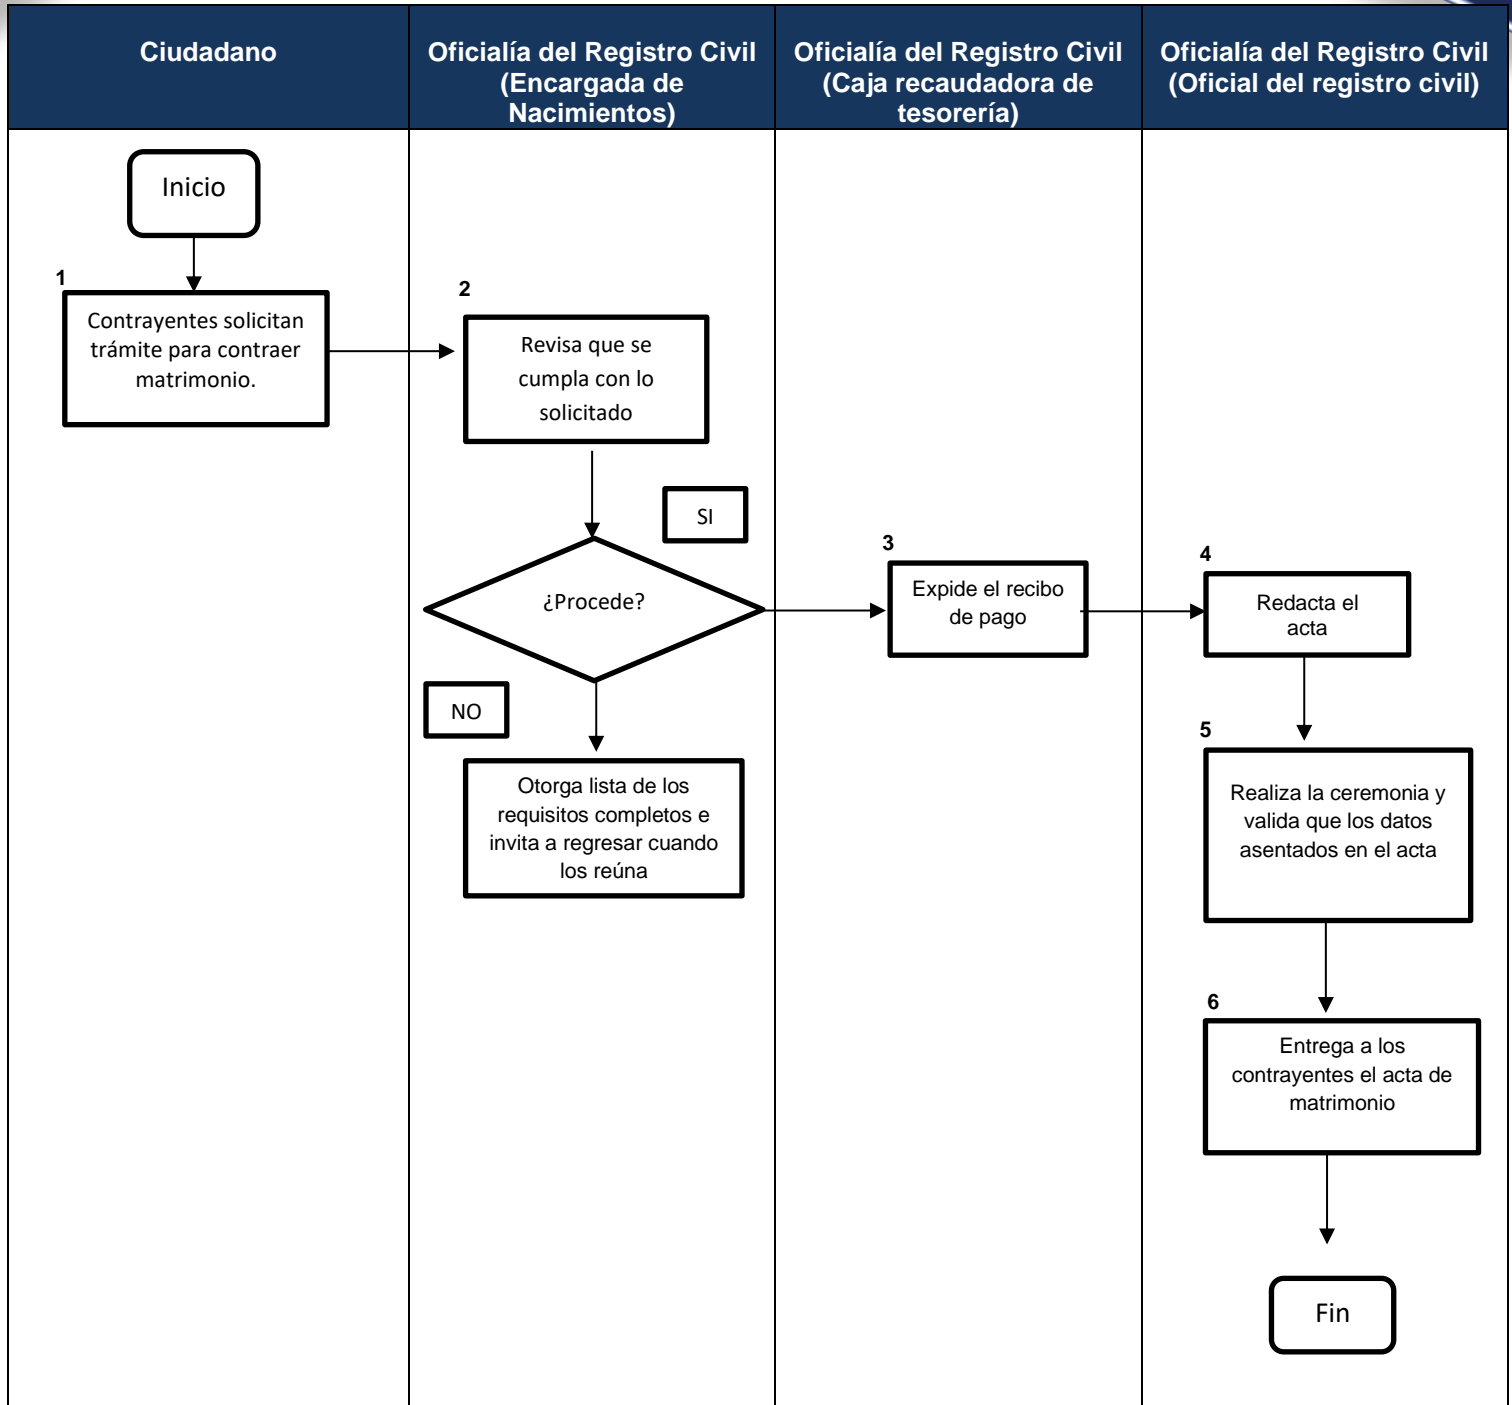 Ciudadano
Oficialía del Registro Civil
(Encargada de
Nacimientos)
Oficialía del Registro Civil
(Caja recaudadora de
tesorería)
Oficialía del Registro Civil
(Oficial del registro civil)
Inicio
1
Contrayentes solicitan
trámite para contraer
matrimonio.
2
Revisa que se
cumpla con lo
solicitado
SI
¿Procede?
NO
Otorga lista de los
requisitos completos e
invita a regresar cuando
los reúna
3
Expide el recibo
de pago
4
Redacta el
acta
5
Realiza la ceremonia y
valida que los datos
asentados en el acta
6
Entrega a los
contrayentes el acta de
matrimonio
Fin